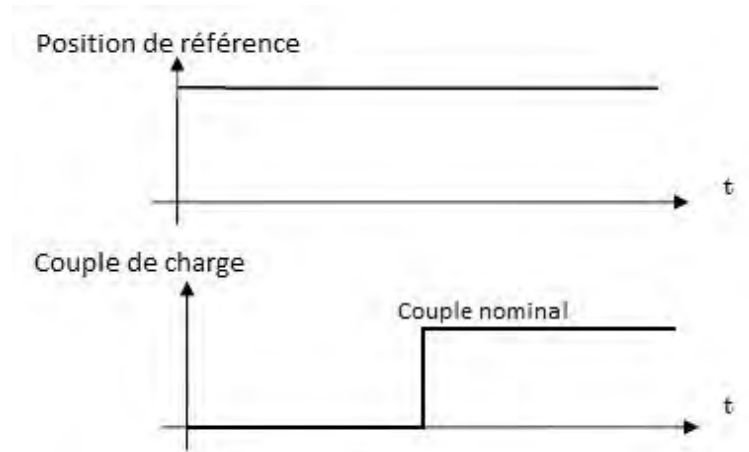 Position de référence
t
Couple de charge
Couple nominal
t